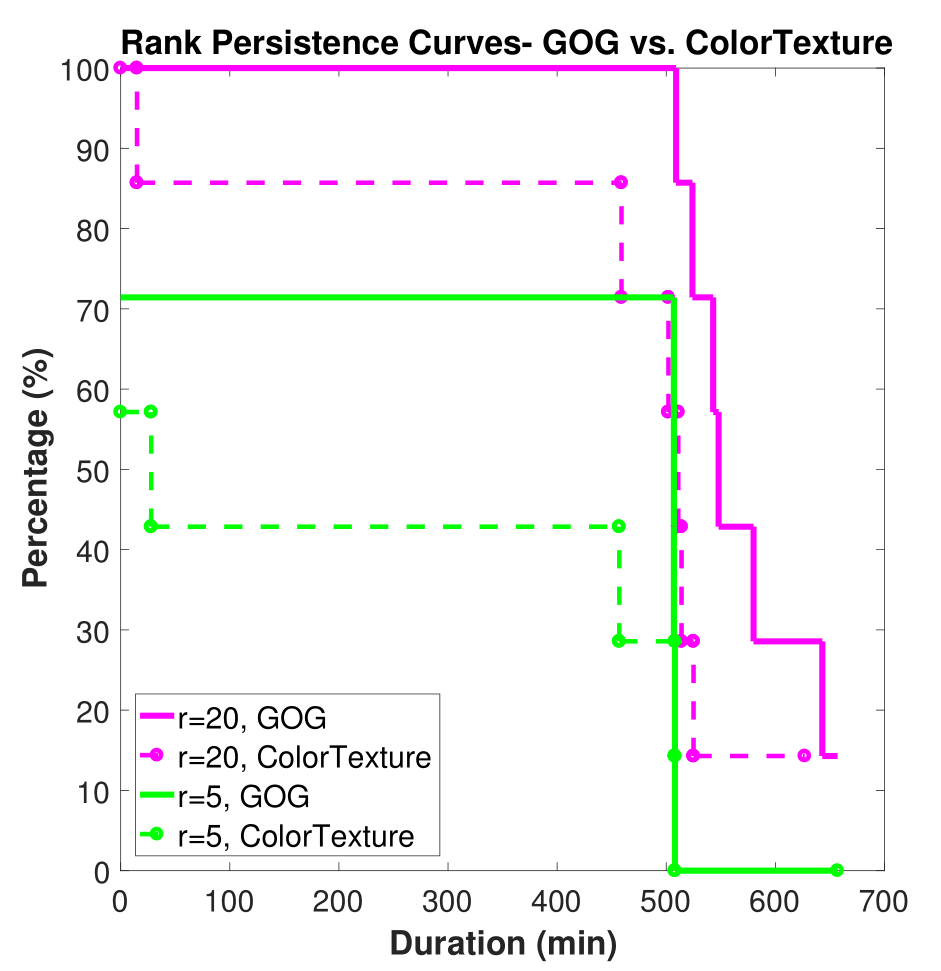 Rank Persistence Curves- GOG vs. ColorTexture
100
90
80
70
60
50
40
30
20
10
0
Percentage (%)
r=20, GOG
r=20, ColorTexture
r=5, GOG
r=5, ColorTexture
0 100 200 300 400 500 600 700
Duration (min)